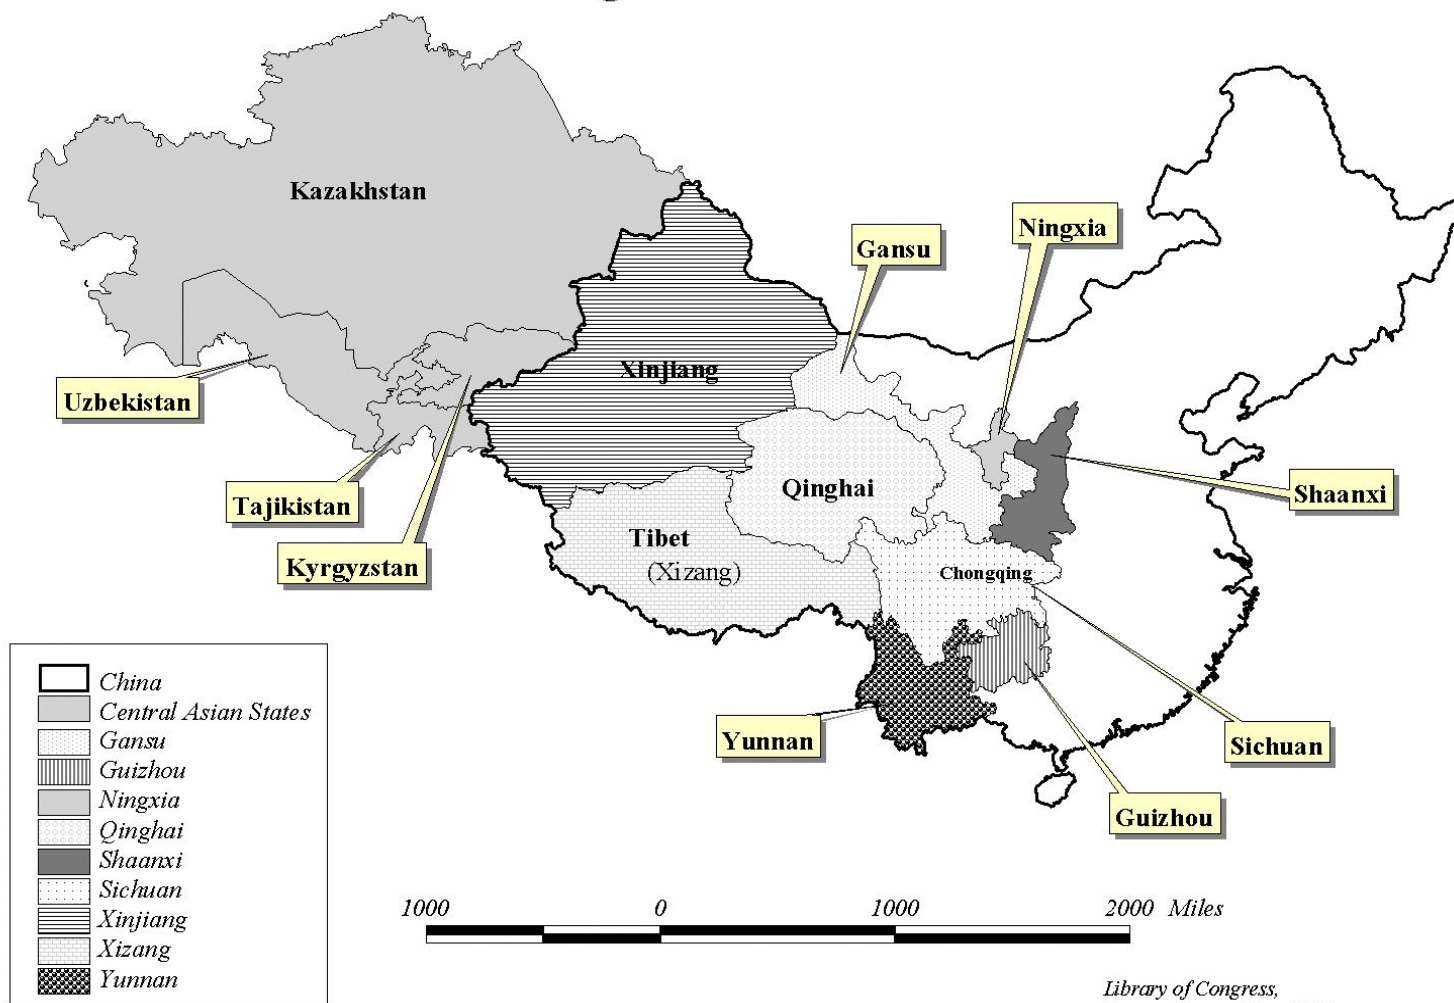 Kazakhstan
Ningxia
Gansu
Xinjiang
Uzbekistan
Qinghai
Shaanxi
Tajikistan
Tibet
(Xizang)
Kyrgyzstan
Chongqing
Yunnan
Sichuan
Guizhou
China
Central Asian States
Gansu
Guizhou
Ningxia
Qinghai
Shaanxi
Sichuan
Xinjiang
Xizang
Yunnan
1000 0 1000 2000 Miles
Library of Congress,